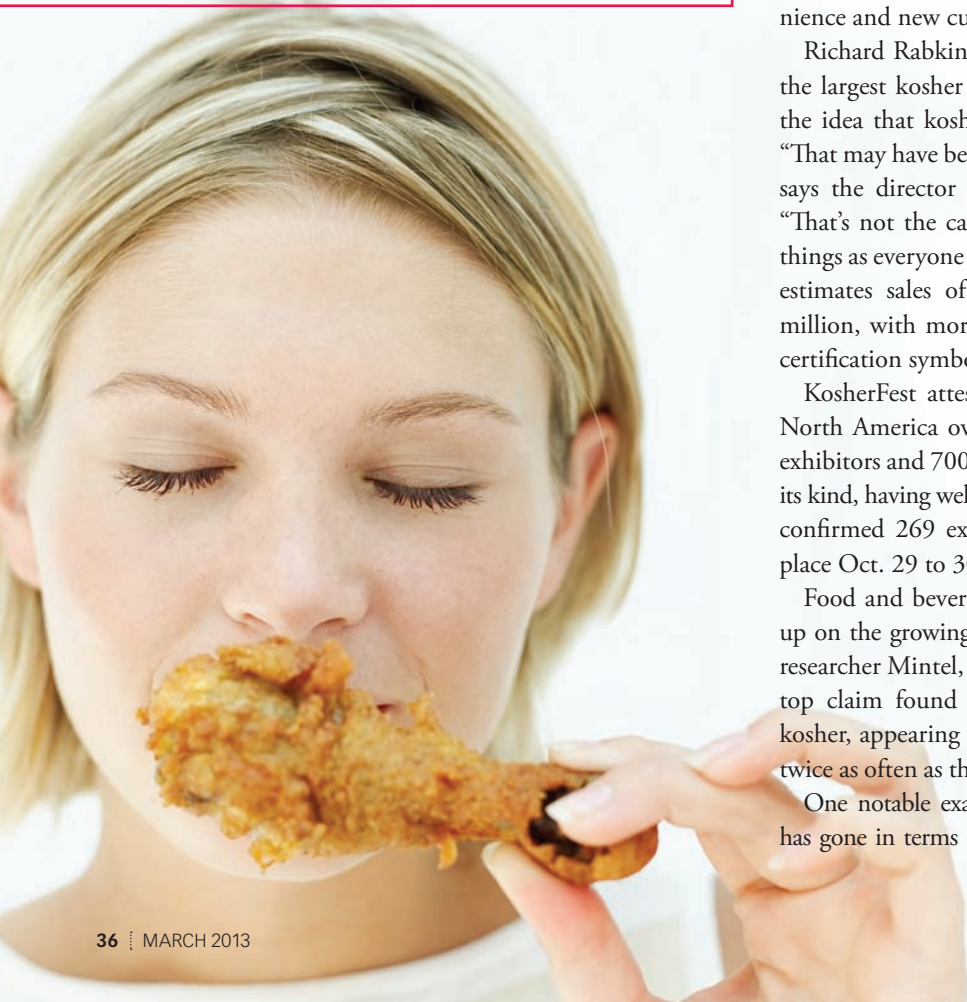 nience and new cu
Richard Rabkin
the largest kosher
the idea that kosh
“That may have be
says the director
“That’s not the ca
things as everyone
estimates sales of
million, with mor
certification symbo
KosherFest attes
North America ov
exhibitors and 700
its kind, having wel
confirmed 269 ex
place Oct. 29 to 30
Food and bever
up on the growing
researcher Mintel,
top claim found
kosher, appearing
twice as often as th
One notable exa
has gone in terms
36 MARCH 2013